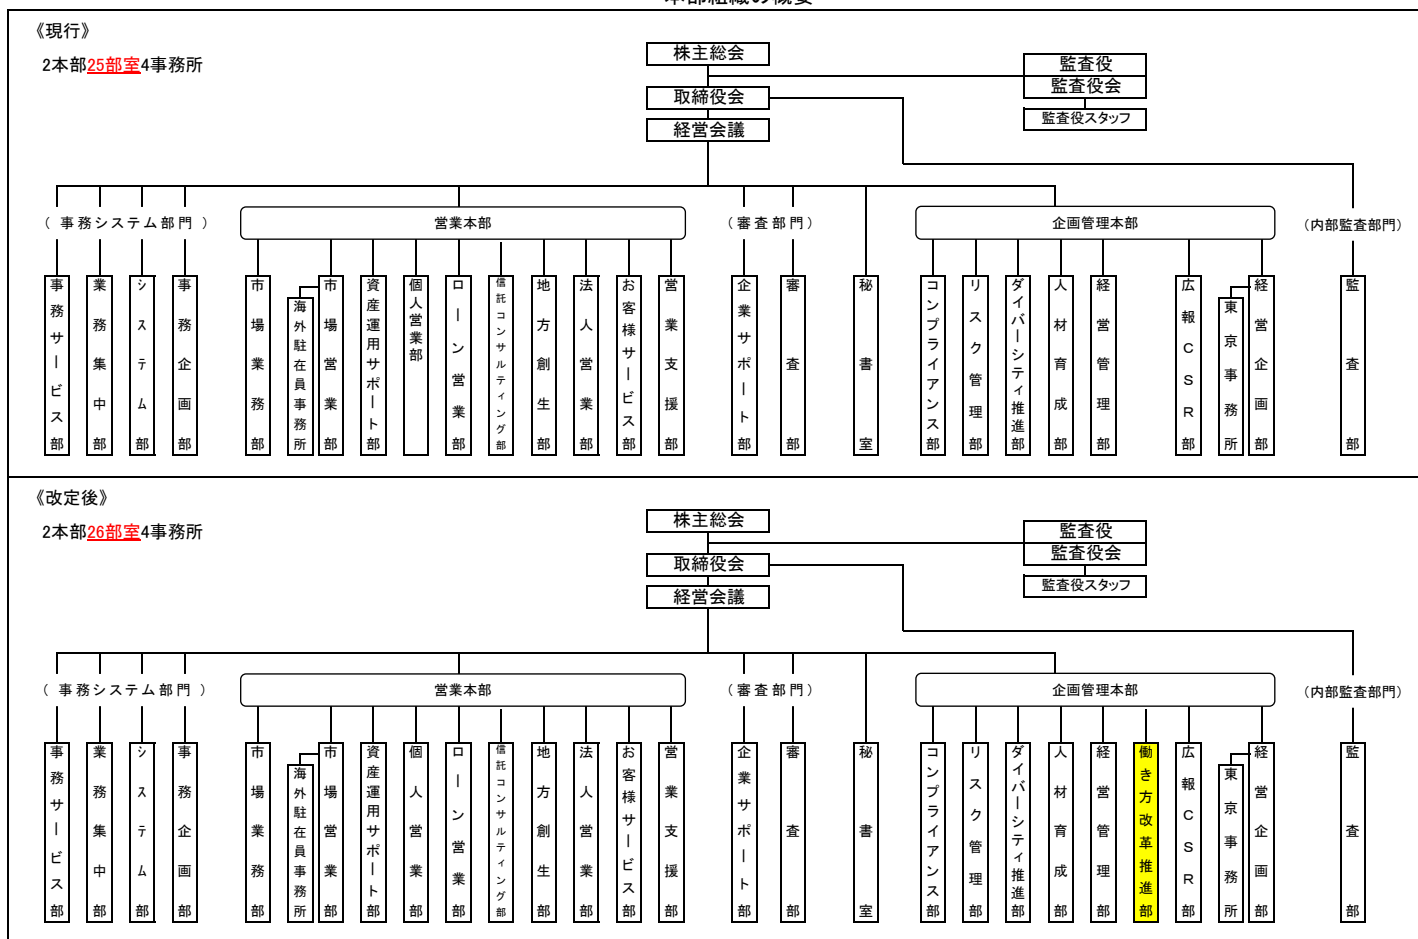 本部組織の概要
《現行》
2本部25部室4事務所
株主総会
取締役会
経営会議
監査役
監査役会
監査役スタッフ
（ 事務システム部門 ）
営業本部
（審査部門）
企画管理本部
（内部監査部門）
事務サービス部
業務集中部
システム部
事務企画部
市場業務部
海外駐在員事務所
市場営業部
資産運用サポート部
個人営業部
ローン営業部
信託コンサルティング部
地方創生部
法人営業部
お客様サービス部
営業支援部
企業サポート部
審査部
秘書室
コンプライアンス部
リスク管理部
ダイバーシティ推進部
人材育成部
経営管理部
広報CSR部
東京事務所
経営企画部
監査部
《改定後》
2本部26部室4事務所
株主総会
取締役会
経営会議
監査役
監査役会
監査役スタッフ
（ 事務システム部門 ）
営業本部
（審査部門）
企画管理本部
（内部監査部門）
事務サービス部
業務集中部
システム部
事務企画部
市場業務部
海外駐在員事務所
市場営業部
資産運用サポート部
個人営業部
ローン営業部
信託コンサルティング部
地方創生部
法人営業部
お客様サービス部
営業支援部
企業サポート部
審査部
秘書室
コンプライアンス部
リスク管理部
ダイバーシティ推進部
人材育成部
経営管理部
働き方改革推進部
広報CSR部
東京事務所
経営企画部
監査部